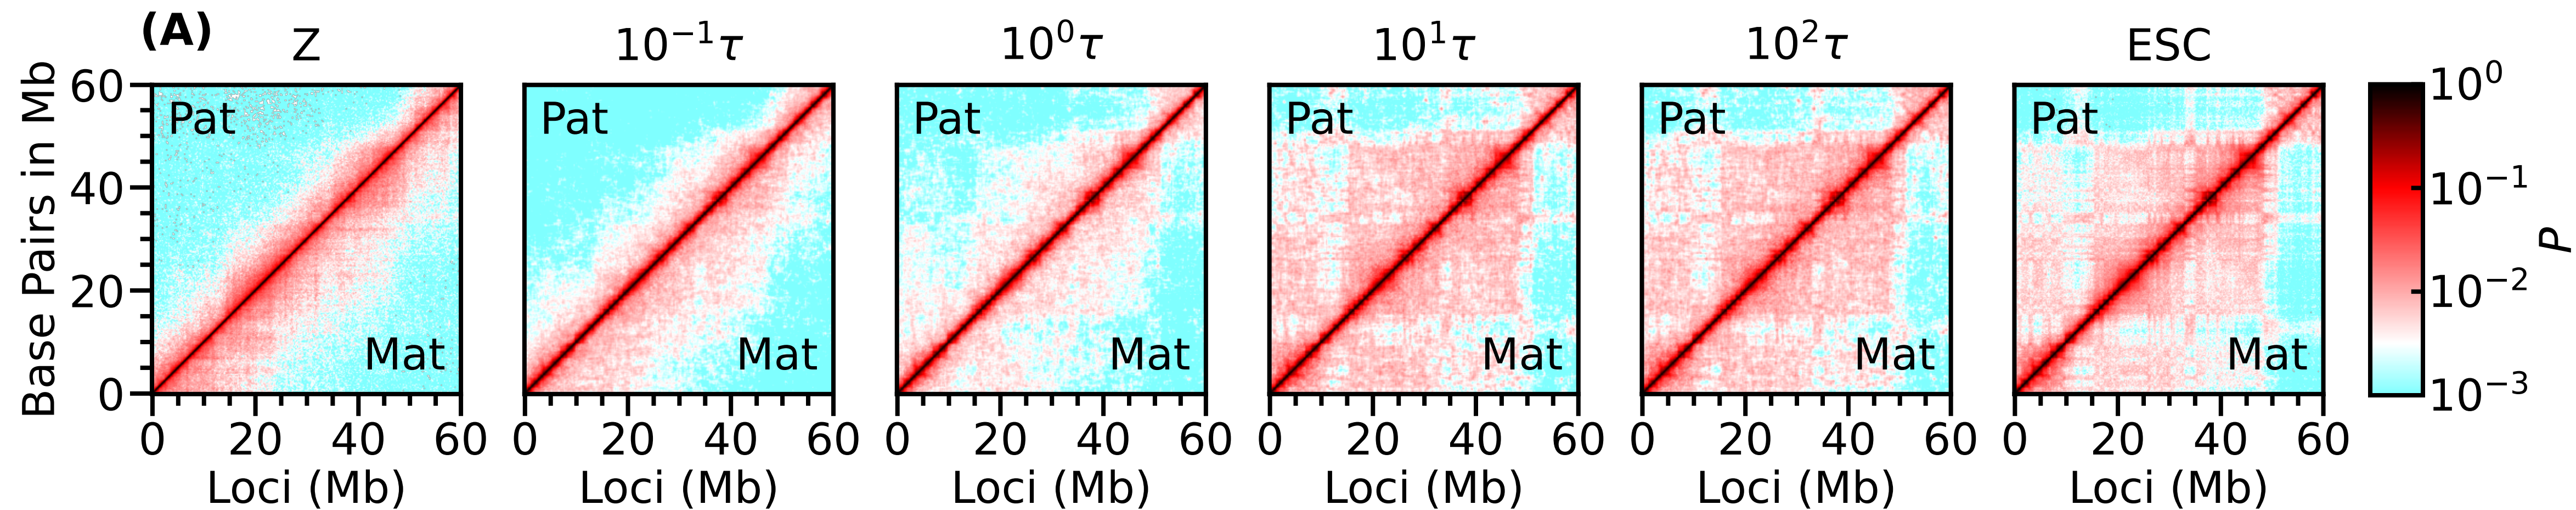 (A)
Z
10⁻¹τ
10⁰τ
10¹τ
10²τ
ESC
Base Pairs in Mb
60
40
20
0
Pat
Mat
0 20 40 60
Loci (Mb)
Pat
Mat
0 20 40 60
Loci (Mb)
Pat
Mat
0 20 40 60
Loci (Mb)
Pat
Mat
0 20 40 60
Loci (Mb)
Pat
Mat
0 20 40 60
Loci (Mb)
Pat
Mat
0 20 40 60
Loci (Mb)
10⁰
10⁻¹
10⁻²
10⁻³
P